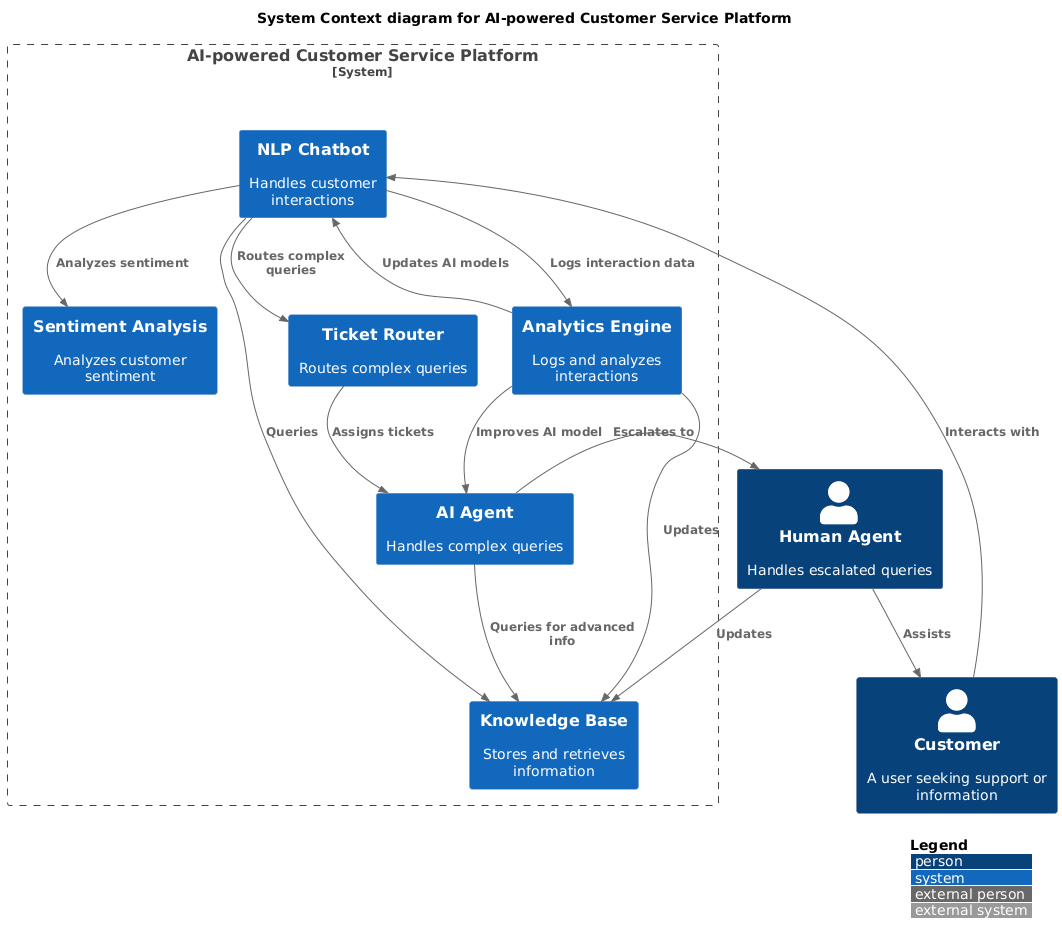 System Context diagram for AI-powered Customer Service Platform
AI-powered Customer Service Platform
[System]
NLP Chatbot
Handles customer
interactions
Analyzes sentiment
Routes complex
queries
Updates AI models
Logs interaction data
Sentiment Analysis
Analyzes customer
sentiment
Ticket Router
Routes complex queries
Analytics Engine
Logs and analyzes
interactions
Queries
Assigns tickets
Improves AI model
Escalates to
Interacts with
AI Agent
Handles complex queries
Updates
Human Agent
Handles escalated queries
Queries for advanced
info
Updates
Assists
Knowledge Base
Stores and retrieves
information
Customer
A user seeking support or
information
Legend
person
system
external person
external system